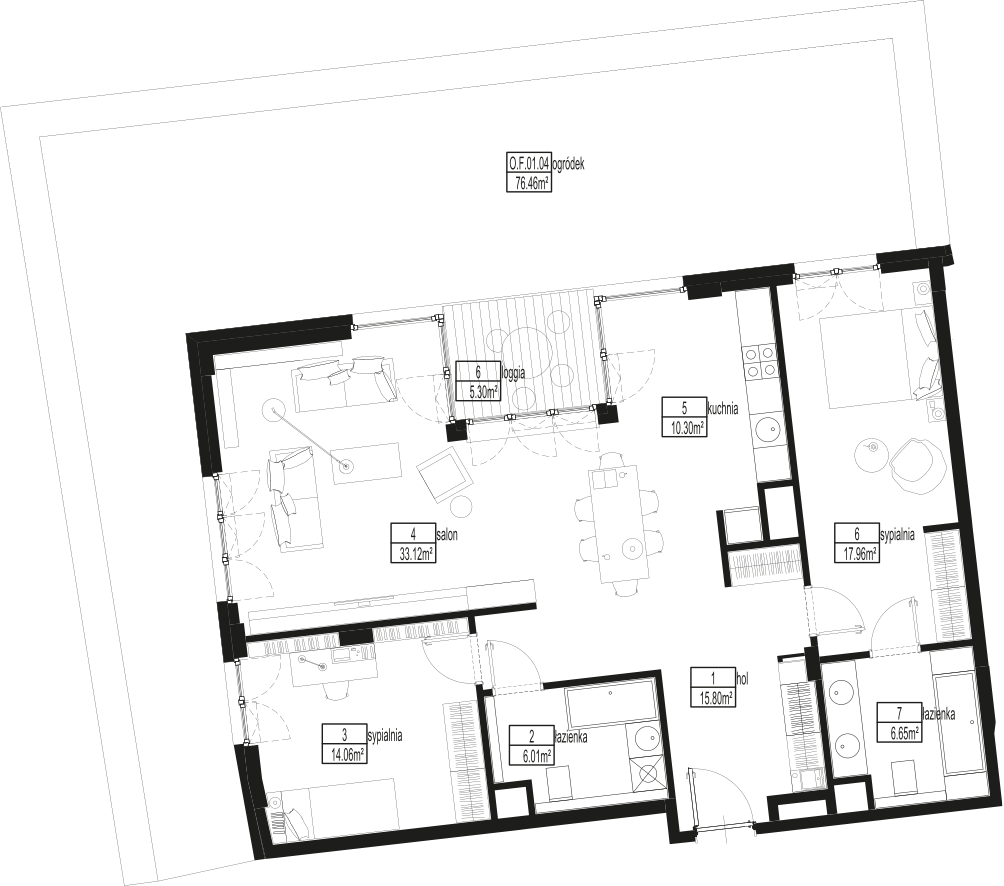 O.F.01.04 ogródek
76.46m²
6 loggia
5.30m²
5 kuchnia
10.30m²
4 salon
33.12m²
6 sypialnia
17.96m²
1 hol
15.80m²
3 sypialnia
14.06m²
2 łazienka
6.01m²
7 łazienka
6.65m²